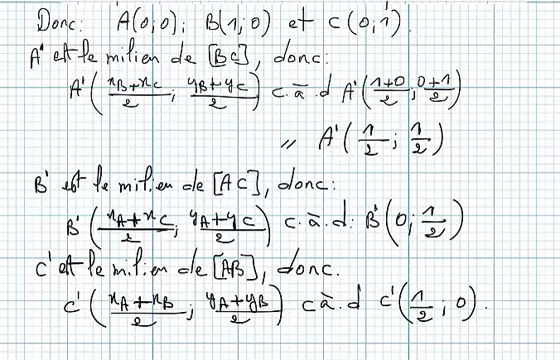 Donc: A(0;0); B(1;0) et C(0;1).
A' est le milieu de [BC], donc:
A'((xB+xC)/2; (yB+yC)/2) c.à.d A'((1+0)/2; (0+1)/2)
" A'(1/2; 1/2)
B' est le milieu de [AC], donc:
B'((xA+xC)/2; (yA+yC)/2) c.à.d: B'(0; 1/2)
C' est le milieu de [AB], donc.
C'((xA+xB)/2; (yA+yB)/2) c à.d C'(1/2; 0).